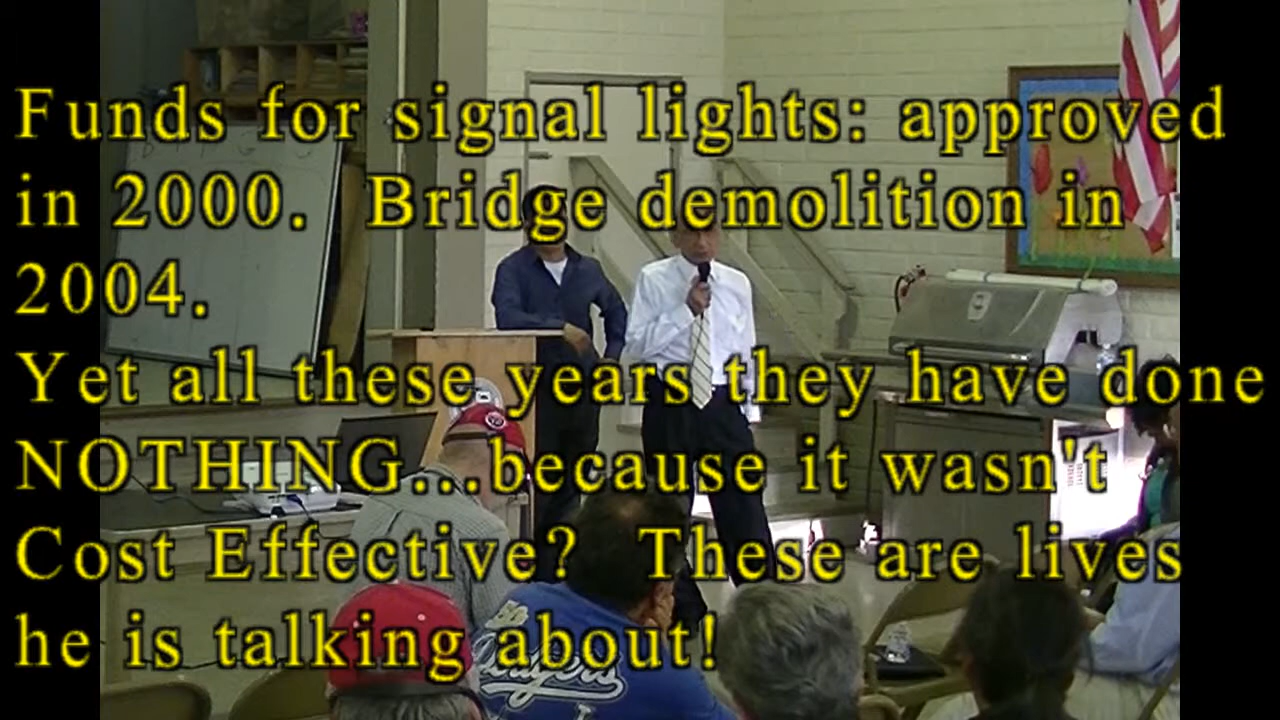 Funds for signal lights: approved
in 2000. Bridge demolition in
2004.
Yet all these years they have done
NOTHING...because it wasn't
Cost Effective? These are lives
he is talking about!
Dodgers